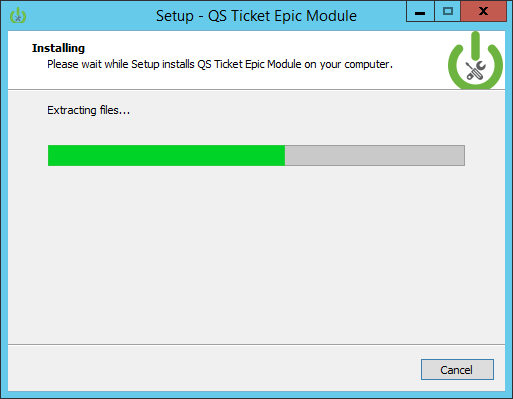 Setup - QS Ticket Epic Module
Installing
Please wait while Setup installs QS Ticket Epic Module on your computer.
Extracting files...
Cancel